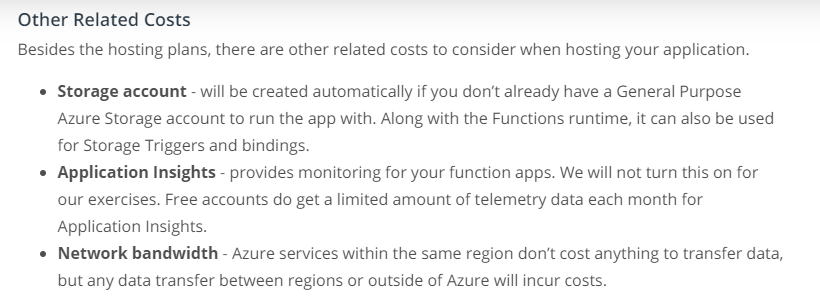 Other Related Costs
Besides the hosting plans, there are other related costs to consider when hosting your application.
• Storage account - will be created automatically if you don’t already have a General Purpose
Azure Storage account to run the app with. Along with the Functions runtime, it can also be used
for Storage Triggers and bindings.
• Application Insights - provides monitoring for your function apps. We will not turn this on for
our exercises. Free accounts do get a limited amount of telemetry data each month for
Application Insights.
• Network bandwidth - Azure services within the same region don’t cost anything to transfer data,
but any data transfer between regions or outside of Azure will incur costs.